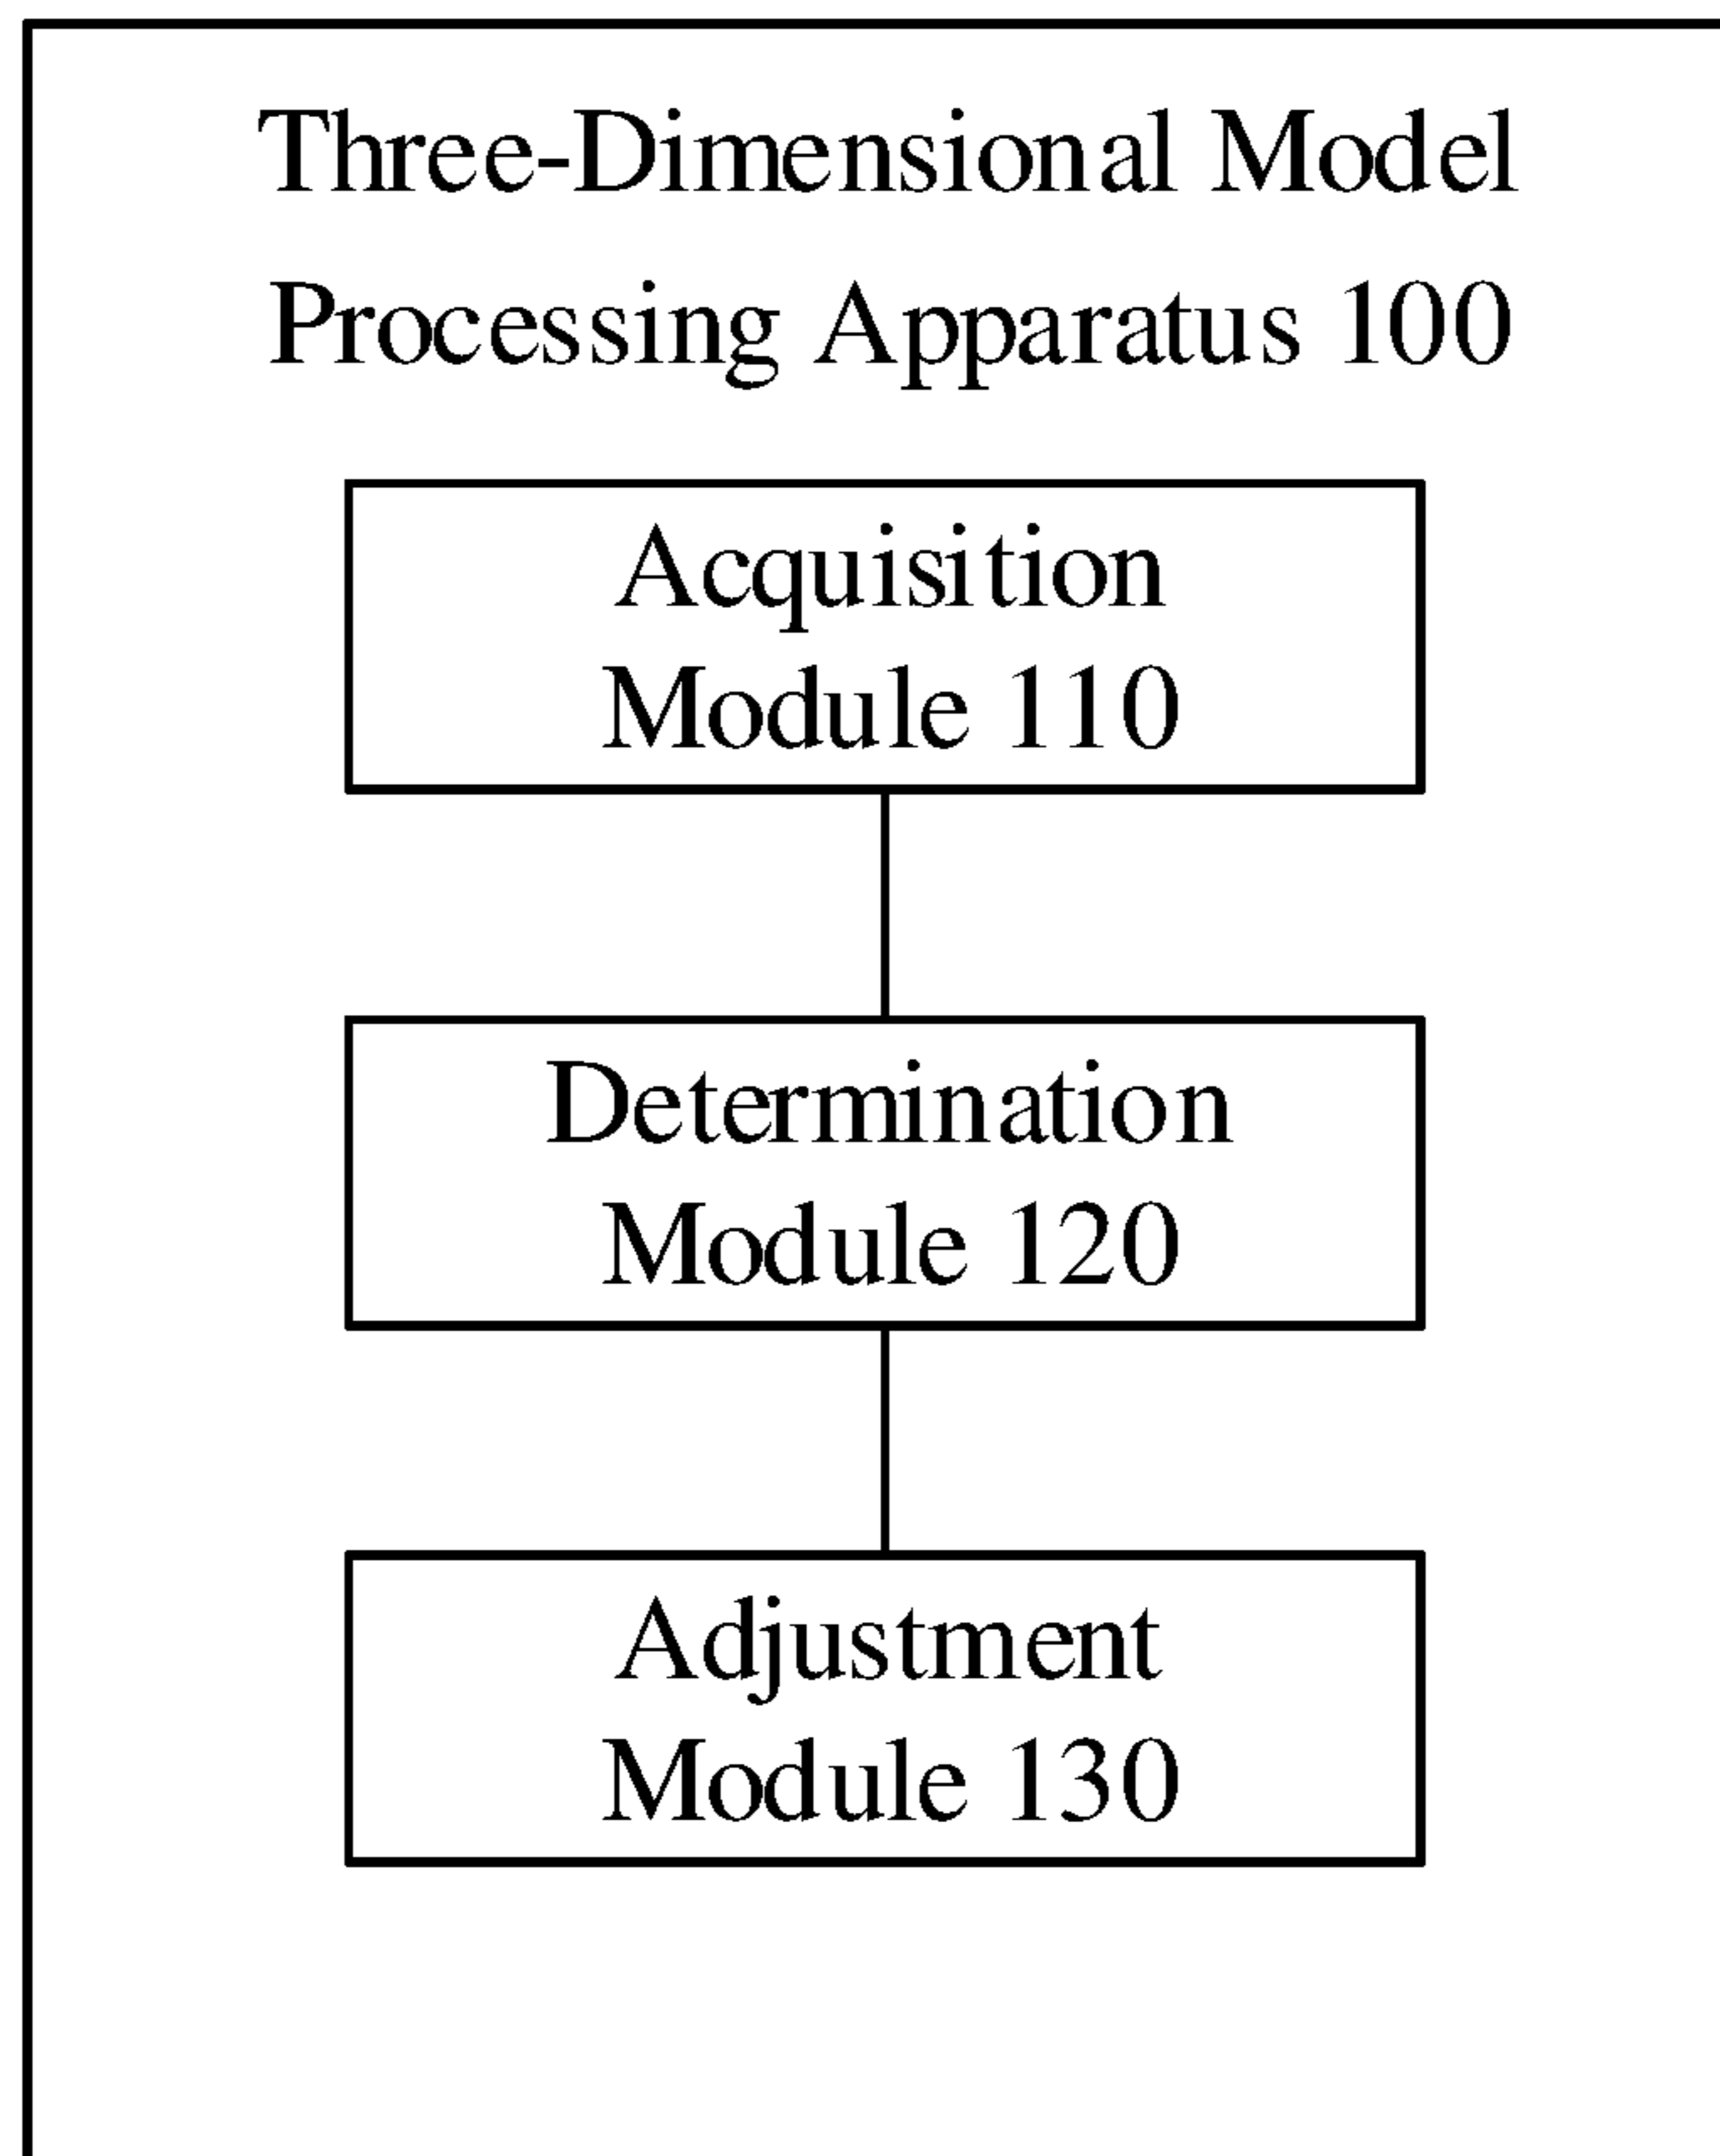 Three-Dimensional Model
Processing Apparatus 100
Acquisition
Module 110
Determination
Module 120
Adjustment
Module 130